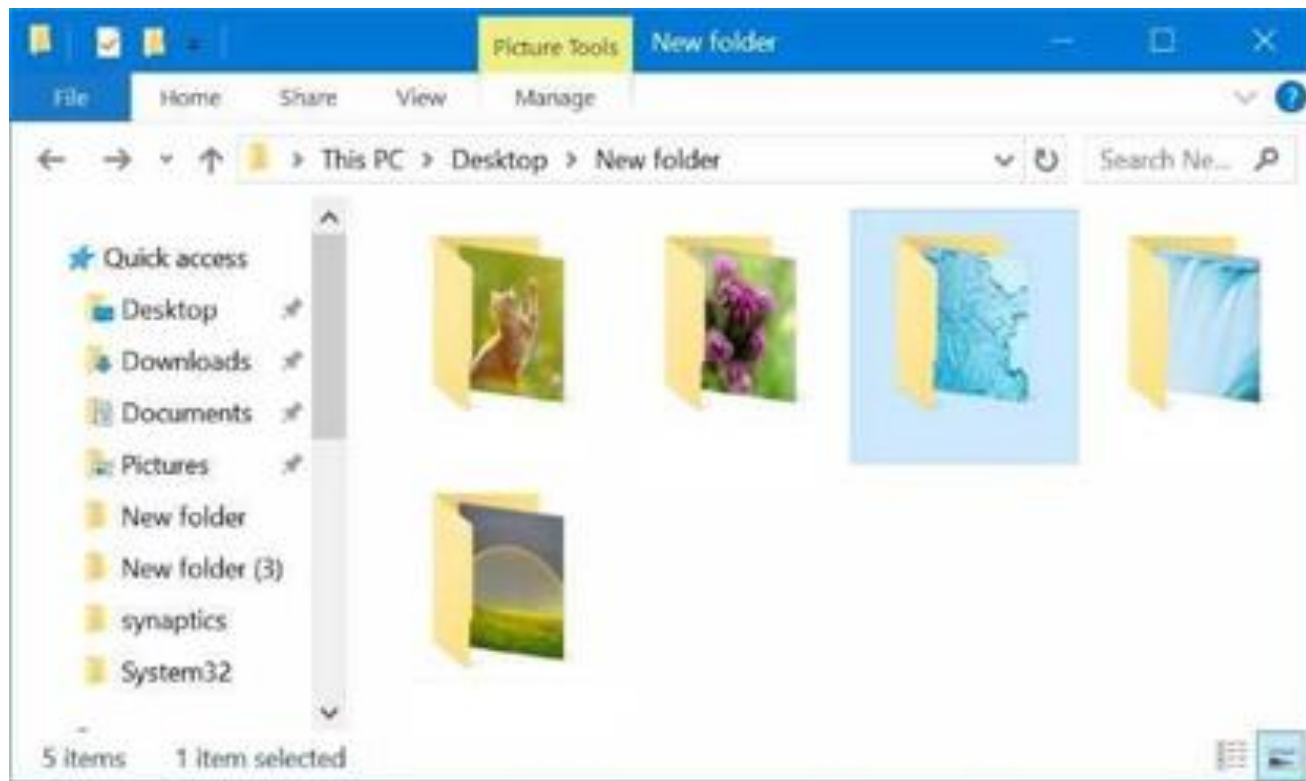 Picture Tools New folder
File Home Share View Manage ?
This PC > Desktop > New folder Search Ne...
Quick access
Desktop
Downloads
Documents
Pictures
New folder
New folder (3)
synaptics
System32
5 items 1 item selected